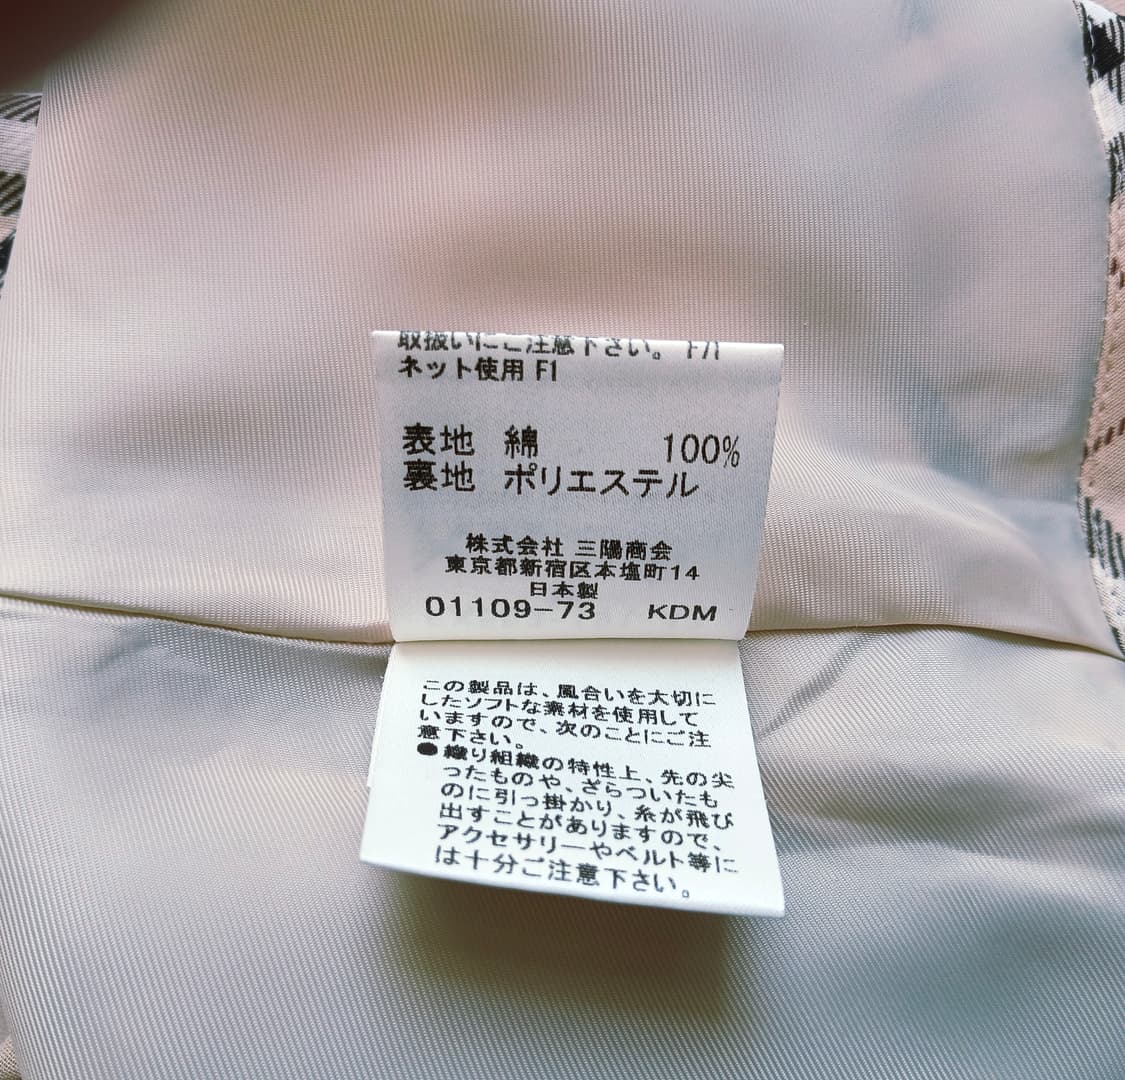 取扱いにご注意下さい。
ネット使用 F1
表地 綿 100%
裏地 ポリエステル
株式会社 三陽商会
東京都新宿区本塩町14
日本製
01109-73 KDM
この製品は、風合いを大切に
したソフトな素材を使用して
いますので、次のことにご注
意下さい。
●織り組織の特性上、先の尖
ったものや、ざらついたも
のに引っ掛かり、糸が飛び
出すことがありますので、
アクセサリーやベルト等に
は十分ご注意下さい。